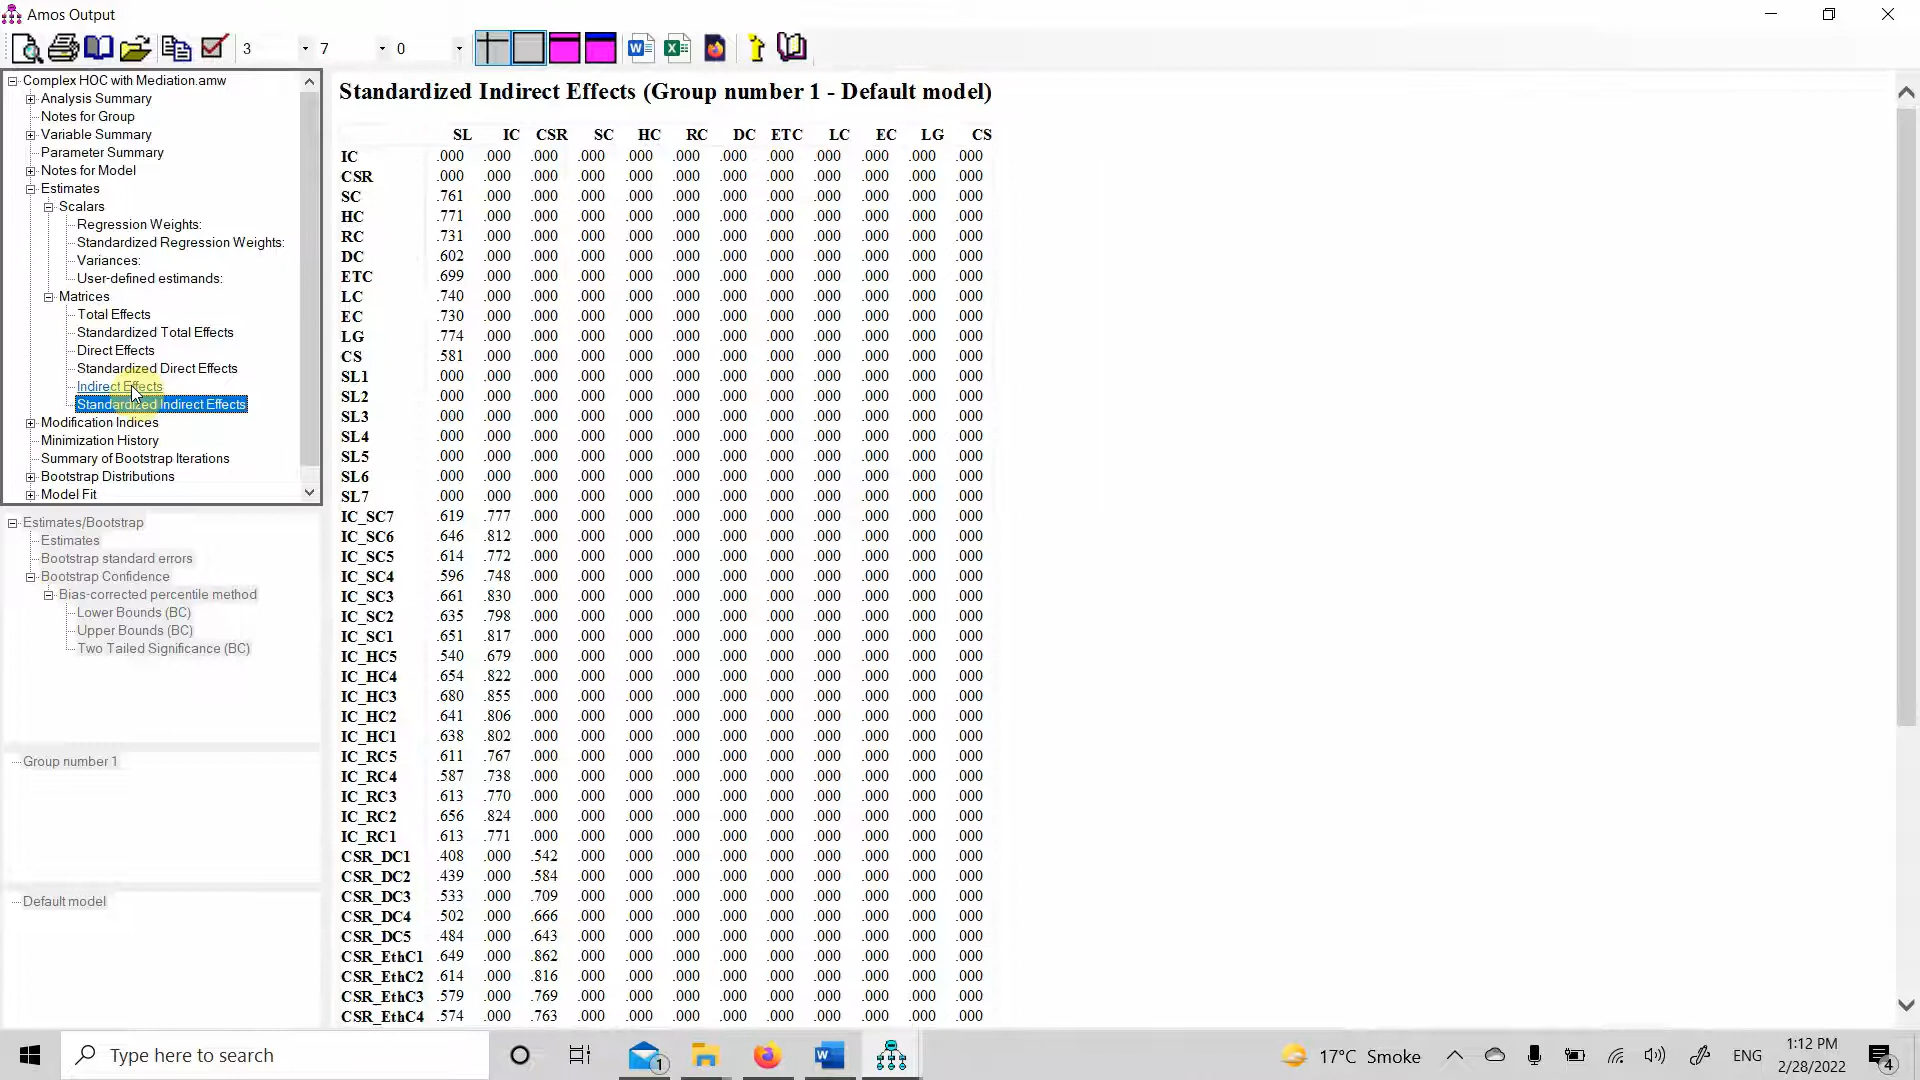 Amos Output
3 7 0
Complex HOC with Mediation.amw
Analysis Summary
Notes for Group
Variable Summary
Parameter Summary
Notes for Model
Estimates
Scalars
Regression Weights:
Standardized Regression Weights:
Variances:
User-defined estimands:
Matrices
Total Effects
Standardized Total Effects
Direct Effects
Standardized Direct Effects
Indirect Effects
Standardized Indirect Effects
Modification Indices
Minimization History
Summary of Bootstrap Iterations
Bootstrap Distributions
Model Fit
Estimates/Bootstrap
Estimates
Bootstrap standard errors
Bootstrap Confidence
Bias-corrected percentile method
Lower Bounds (BC)
Upper Bounds (BC)
Two Tailed Significance (BC)
Group number 1
Default model
Standardized Indirect Effects (Group number 1 - Default model)
SL IC CSR SC HC RC DC ETC LC EC LG CS
IC .000 .000 .000 .000 .000 .000 .000 .000 .000 .000 .000 .000
CSR .000 .000 .000 .000 .000 .000 .000 .000 .000 .000 .000 .000
SC .761 .000 .000 .000 .000 .000 .000 .000 .000 .000 .000 .000
HC .771 .000 .000 .000 .000 .000 .000 .000 .000 .000 .000 .000
RC .731 .000 .000 .000 .000 .000 .000 .000 .000 .000 .000 .000
DC .602 .000 .000 .000 .000 .000 .000 .000 .000 .000 .000 .000
ETC .699 .000 .000 .000 .000 .000 .000 .000 .000 .000 .000 .000
LC .740 .000 .000 .000 .000 .000 .000 .000 .000 .000 .000 .000
EC .730 .000 .000 .000 .000 .000 .000 .000 .000 .000 .000 .000
LG .774 .000 .000 .000 .000 .000 .000 .000 .000 .000 .000 .000
CS .581 .000 .000 .000 .000 .000 .000 .000 .000 .000 .000 .000
SL1 .000 .000 .000 .000 .000 .000 .000 .000 .000 .000 .000 .000
SL2 .000 .000 .000 .000 .000 .000 .000 .000 .000 .000 .000 .000
SL3 .000 .000 .000 .000 .000 .000 .000 .000 .000 .000 .000 .000
SL4 .000 .000 .000 .000 .000 .000 .000 .000 .000 .000 .000 .000
SL5 .000 .000 .000 .000 .000 .000 .000 .000 .000 .000 .000 .000
SL6 .000 .000 .000 .000 .000 .000 .000 .000 .000 .000 .000 .000
SL7 .000 .000 .000 .000 .000 .000 .000 .000 .000 .000 .000 .000
IC_SC7 .619 .777 .000 .000 .000 .000 .000 .000 .000 .000 .000 .000
IC_SC6 .646 .812 .000 .000 .000 .000 .000 .000 .000 .000 .000 .000
IC_SC5 .614 .772 .000 .000 .000 .000 .000 .000 .000 .000 .000 .000
IC_SC4 .596 .748 .000 .000 .000 .000 .000 .000 .000 .000 .000 .000
IC_SC3 .661 .830 .000 .000 .000 .000 .000 .000 .000 .000 .000 .000
IC_SC2 .635 .798 .000 .000 .000 .000 .000 .000 .000 .000 .000 .000
IC_SC1 .651 .817 .000 .000 .000 .000 .000 .000 .000 .000 .000 .000
IC_HC5 .540 .679 .000 .000 .000 .000 .000 .000 .000 .000 .000 .000
IC_HC4 .654 .822 .000 .000 .000 .000 .000 .000 .000 .000 .000 .000
IC_HC3 .680 .855 .000 .000 .000 .000 .000 .000 .000 .000 .000 .000
IC_HC2 .641 .806 .000 .000 .000 .000 .000 .000 .000 .000 .000 .000
IC_HC1 .638 .802 .000 .000 .000 .000 .000 .000 .000 .000 .000 .000
IC_RC5 .611 .767 .000 .000 .000 .000 .000 .000 .000 .000 .000 .000
IC_RC4 .587 .738 .000 .000 .000 .000 .000 .000 .000 .000 .000 .000
IC_RC3 .613 .770 .000 .000 .000 .000 .000 .000 .000 .000 .000 .000
IC_RC2 .656 .824 .000 .000 .000 .000 .000 .000 .000 .000 .000 .000
IC_RC1 .613 .771 .000 .000 .000 .000 .000 .000 .000 .000 .000 .000
CSR_DC1 .408 .000 .542 .000 .000 .000 .000 .000 .000 .000 .000 .000
CSR_DC2 .439 .000 .584 .000 .000 .000 .000 .000 .000 .000 .000 .000
CSR_DC3 .533 .000 .709 .000 .000 .000 .000 .000 .000 .000 .000 .000
CSR_DC4 .502 .000 .666 .000 .000 .000 .000 .000 .000 .000 .000 .000
CSR_DC5 .484 .000 .643 .000 .000 .000 .000 .000 .000 .000 .000 .000
CSR_EthC1 .649 .000 .862 .000 .000 .000 .000 .000 .000 .000 .000 .000
CSR_EthC2 .614 .000 .816 .000 .000 .000 .000 .000 .000 .000 .000 .000
CSR_EthC3 .579 .000 .769 .000 .000 .000 .000 .000 .000 .000 .000 .000
CSR_EthC4 .574 .000 .763 .000 .000 .000 .000 .000 .000 .000 .000 .000
Type here to search
1
17°C Smoke
ENG
1:12 PM
2/28/2022
4